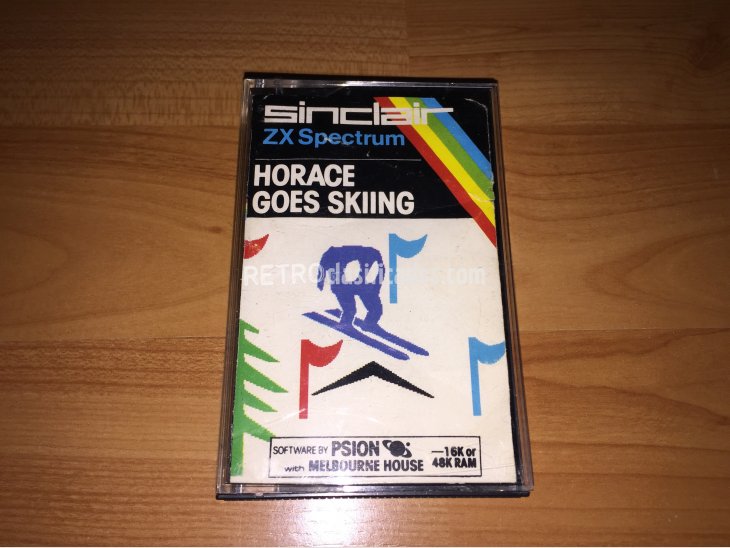 sinclair
ZX Spectrum
HORACE
GOES SKIING
RETROclasificados.com
SOFTWARE BY PSION
with MELBOURNE HOUSE
—16K or
48K RAM